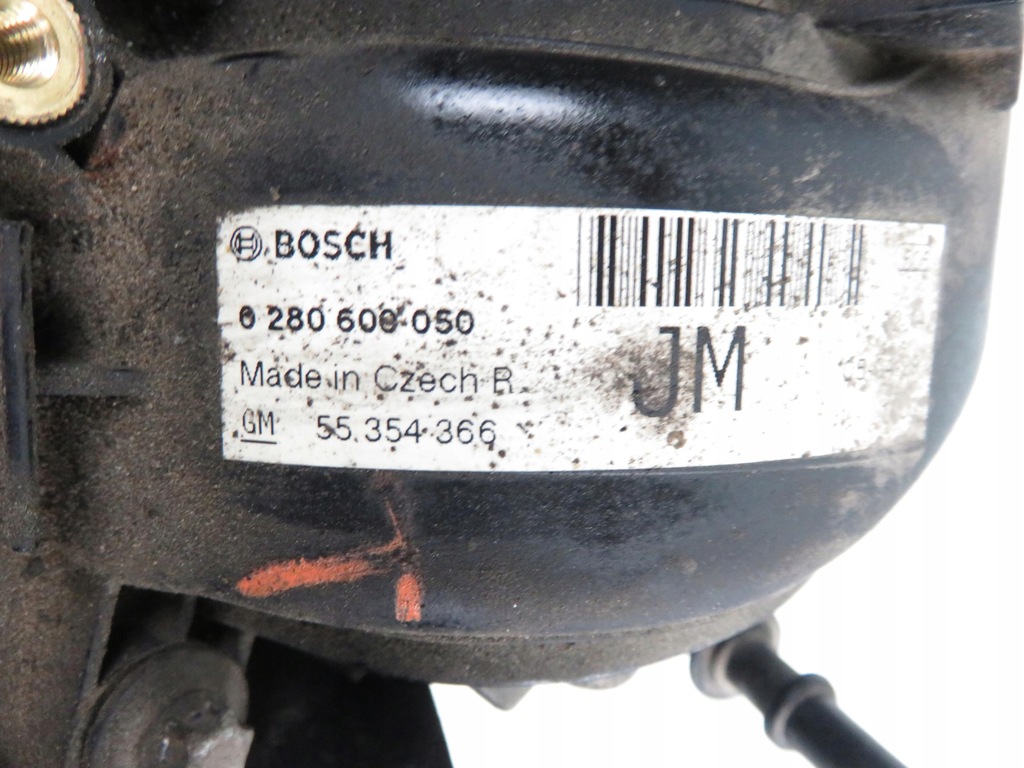 BOSCH
0 280 600 050
Made in Czech R.
GM 55.354.366
JM